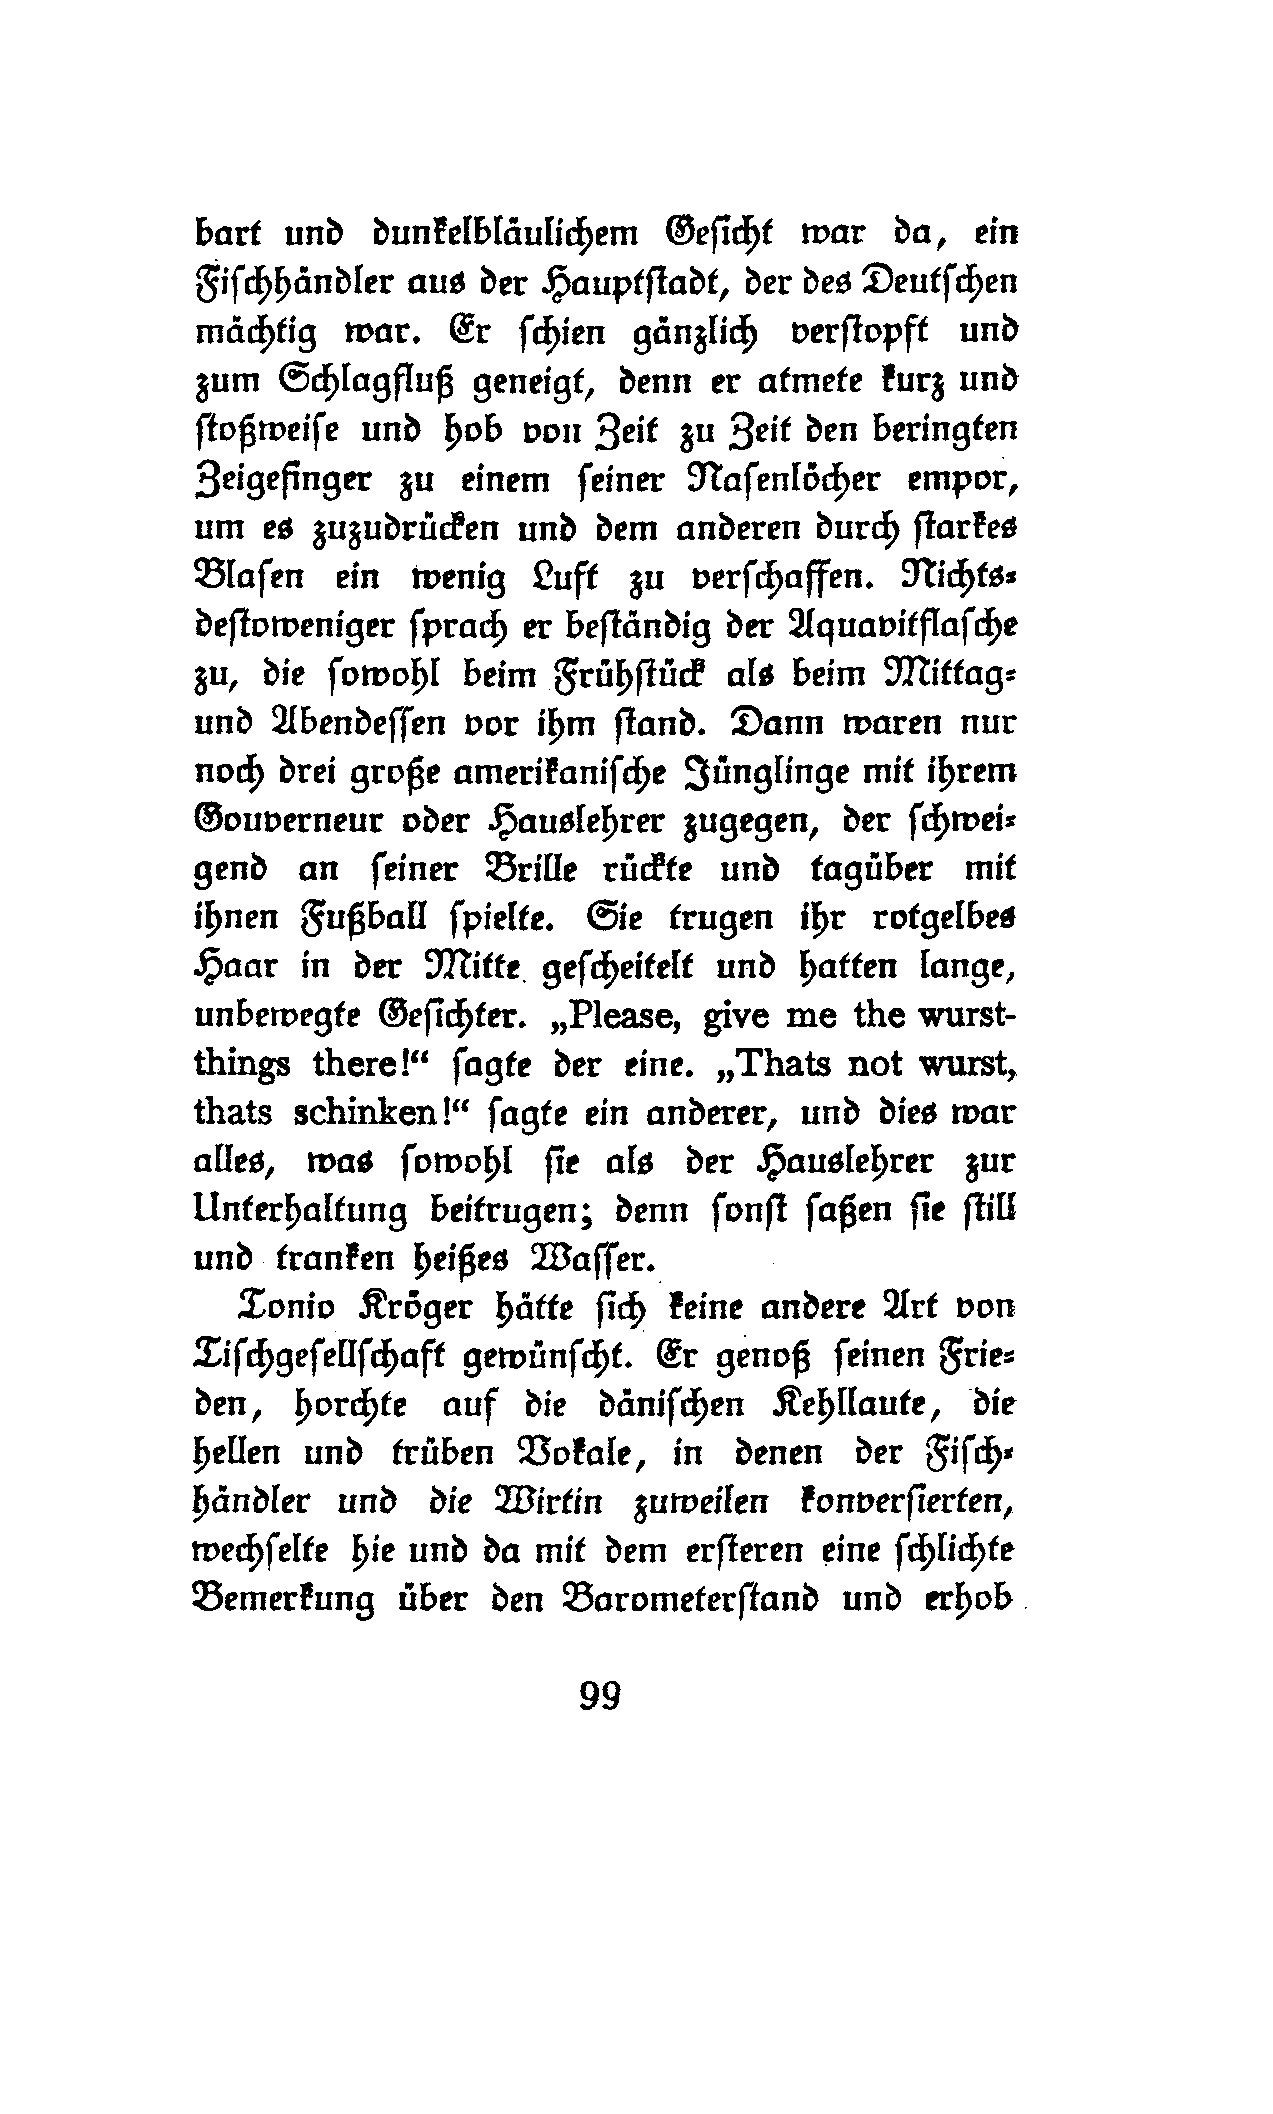 bart und dunkelbläulichem Geſicht war da, ein
Fiſchhändler aus der Hauptſtadt, der des Deutſchen
mächtig war. Er ſchien gänzlich verſtopft und
zum Schlagfluß geneigt, denn er atmete kurz und
ſtoßweiſe und hob von Zeit zu Zeit den beringten
Zeigefinger zu einem ſeiner Naſenlöcher empor,
um es zuzudrücken und dem anderen durch ſtarkes
Blaſen ein wenig Luft zu verſchaffen. Nichts-
deſtoweniger ſprach er beſtändig der Aquavitflaſche
zu, die ſowohl beim Frühſtück als beim Mittag-
und Abendeſſen vor ihm ſtand. Dann waren nur
noch drei große amerikaniſche Jünglinge mit ihrem
Gouverneur oder Hauslehrer zugegen, der ſchwei-
gend an ſeiner Brille rückte und tagüber mit
ihnen Fußball ſpielte. Sie trugen ihr rotgelbes
Haar in der Mitte geſcheitelt und hatten lange,
unbewegte Geſichter. „Please, give me the wurst-
things there!“ ſagte der eine. „Thats not wurst,
thats schinken!“ ſagte ein anderer, und dies war
alles, was ſowohl ſie als der Hauslehrer zur
Unterhaltung beitrugen; denn ſonſt ſaßen ſie ſtill
und tranken heißes Waſſer.
Tonio Kröger hätte ſich keine andere Art von
Tiſchgeſellſchaft gewünſcht. Er genoß ſeinen Frie-
den, horchte auf die däniſchen Kehllaute, die
hellen und trüben Vokale, in denen der Fiſch-
händler und die Wirtin zuweilen konverſierten,
wechſelte hie und da mit dem erſteren eine ſchlichte
Bemerkung über den Barometerſtand und erhob
99